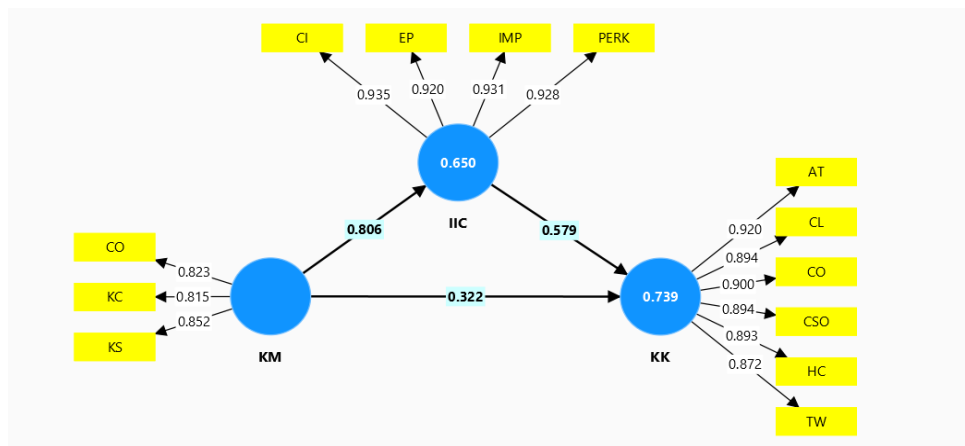 CI
EP
IMP
PERK
0.935
0.920
0.931
0.928
0.650
IIC
0.806
0.579
0.322
CO
KC
KS
0.823
0.815
0.852
KM
0.739
KK
AT
CL
CO
CSO
HC
TW
0.920
0.894
0.900
0.894
0.893
0.872